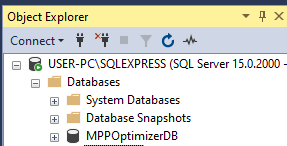 Object Explorer
Connect
USER-PC\SQLEXPRESS (SQL Server 15.0.2000 -
Databases
System Databases
Database Snapshots
MPPOptimizerDB